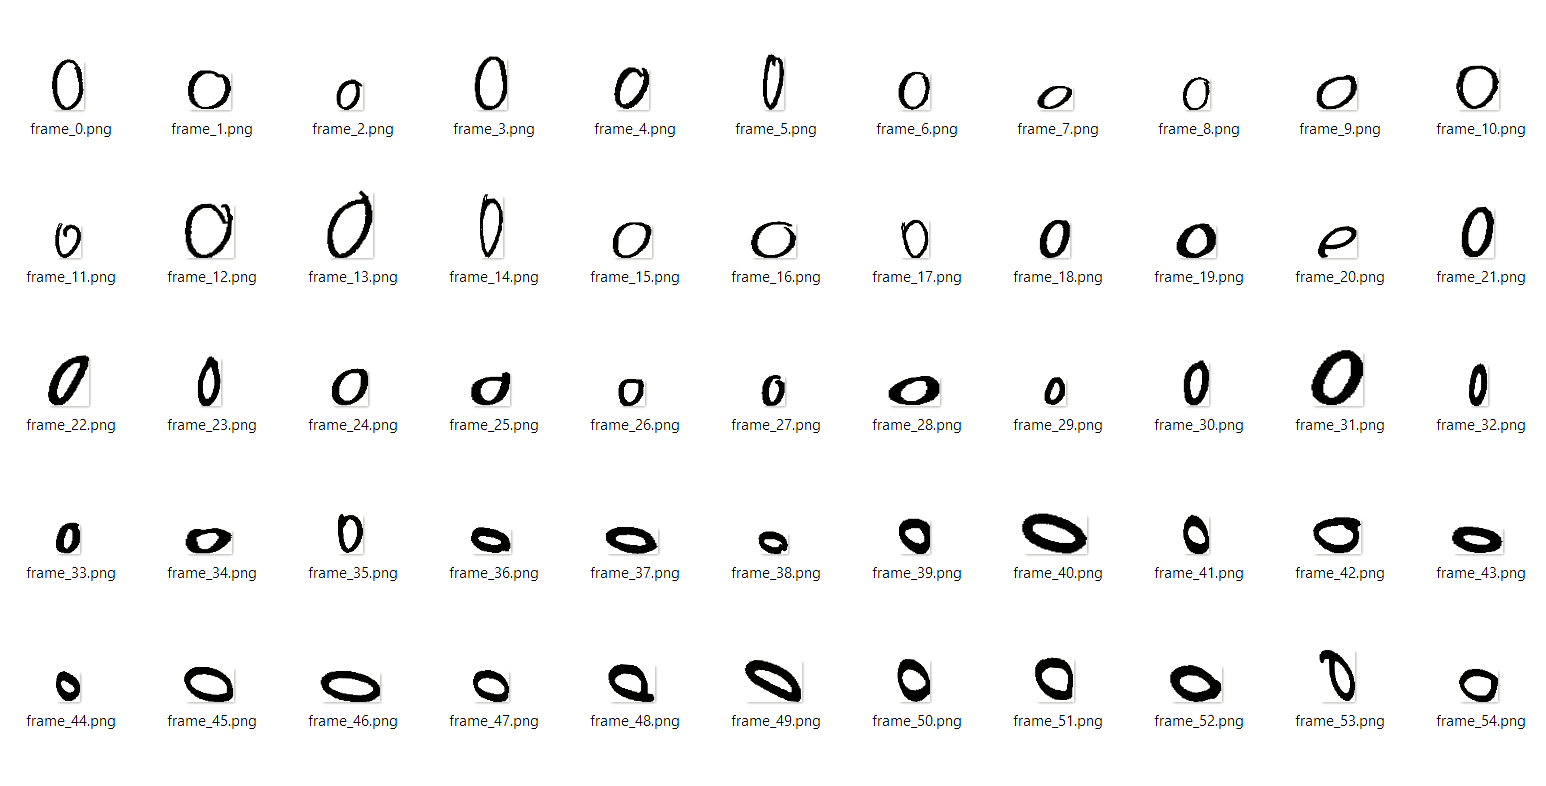 frame_0.png frame_1.png frame_2.png frame_3.png frame_4.png frame_5.png frame_6.png frame_7.png frame_8.png frame_9.png frame_10.png
frame_11.png frame_12.png frame_13.png frame_14.png frame_15.png frame_16.png frame_17.png frame_18.png frame_19.png frame_20.png frame_21.png
frame_22.png frame_23.png frame_24.png frame_25.png frame_26.png frame_27.png frame_28.png frame_29.png frame_30.png frame_31.png frame_32.png
frame_33.png frame_34.png frame_35.png frame_36.png frame_37.png frame_38.png frame_39.png frame_40.png frame_41.png frame_42.png frame_43.png
frame_44.png frame_45.png frame_46.png frame_47.png frame_48.png frame_49.png frame_50.png frame_51.png frame_52.png frame_53.png frame_54.png